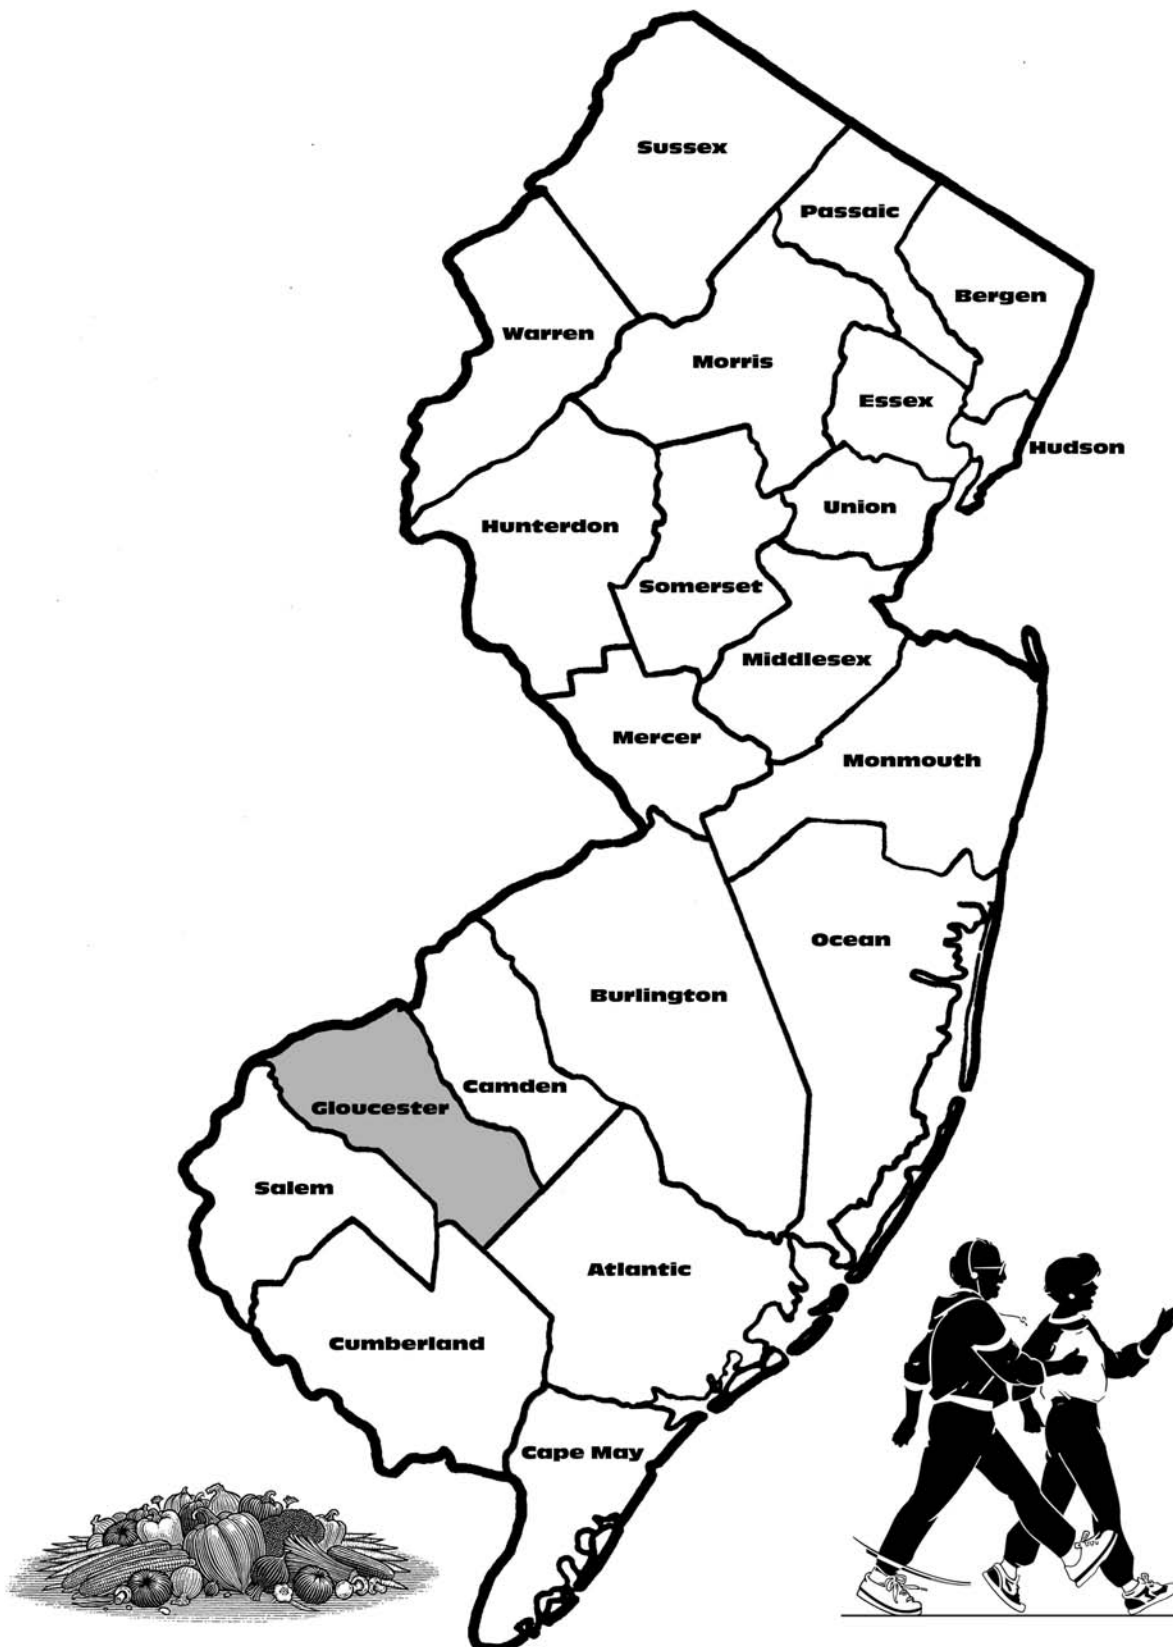 Sussex
Passaic
Bergen
Warren
Morris
Essex
Hudson
Union
Hunterdon
Somerset
Middlesex
Mercer
Monmouth
Ocean
Burlington
Camden
Gloucester
Salem
Atlantic
Cumberland
Cape May